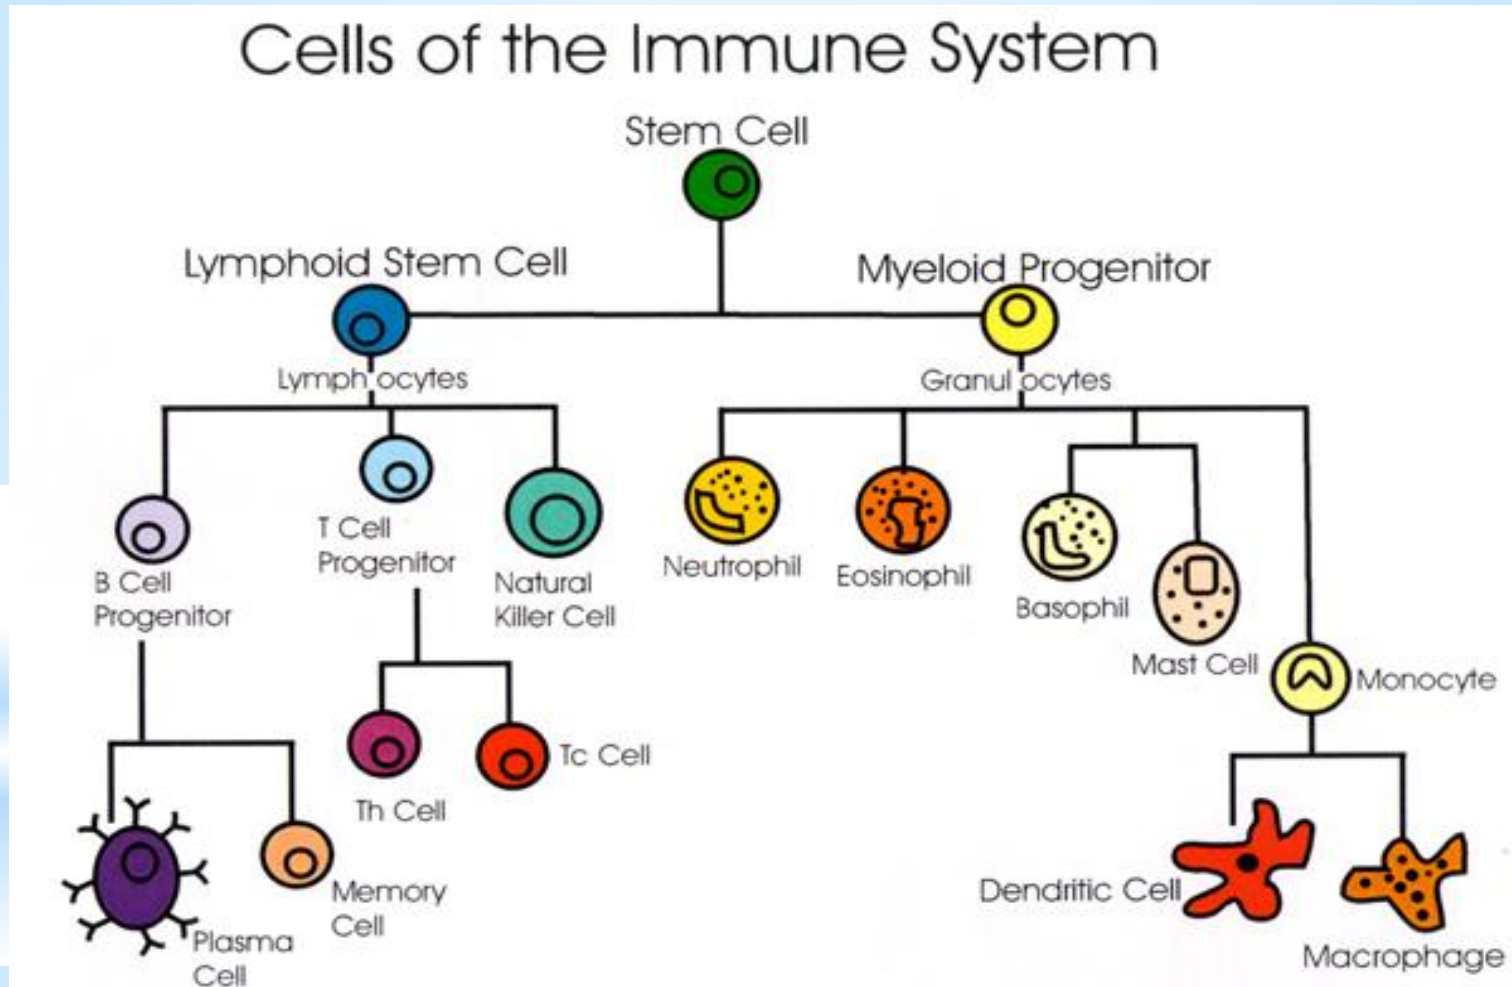 Cells of the Immune System
Stem Cell
Lymphoid Stem Cell
Myeloid Progenitor
Lymph ocytes
Granul ocytes
B Cell
Progenitor
T Cell
Progenitor
Natural
Killer Cell
Neutrophil
Eosinophil
Basophil
Mast Cell
Monocyte
Th Cell
Tc Cell
Plasma
Cell
Memory
Cell
Dendritic Cell
Macrophage